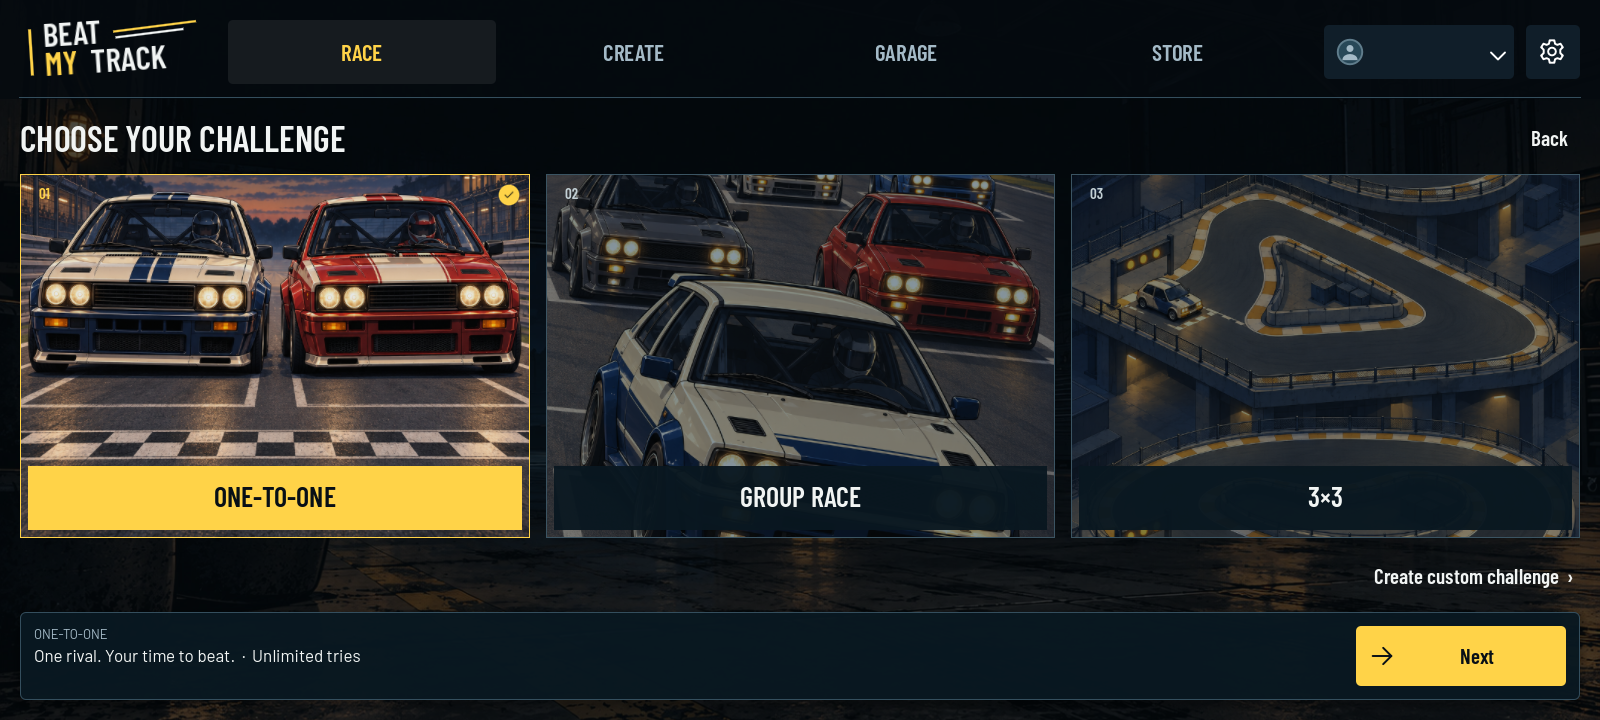 BEAT
MY TRACK
RACE
CREATE
GARAGE
STORE
CHOOSE YOUR CHALLENGE
Back
01
02
03
ONE-TO-ONE
GROUP RACE
3×3
Create custom challenge ›
ONE-TO-ONE
One rival. Your time to beat. · Unlimited tries
Next